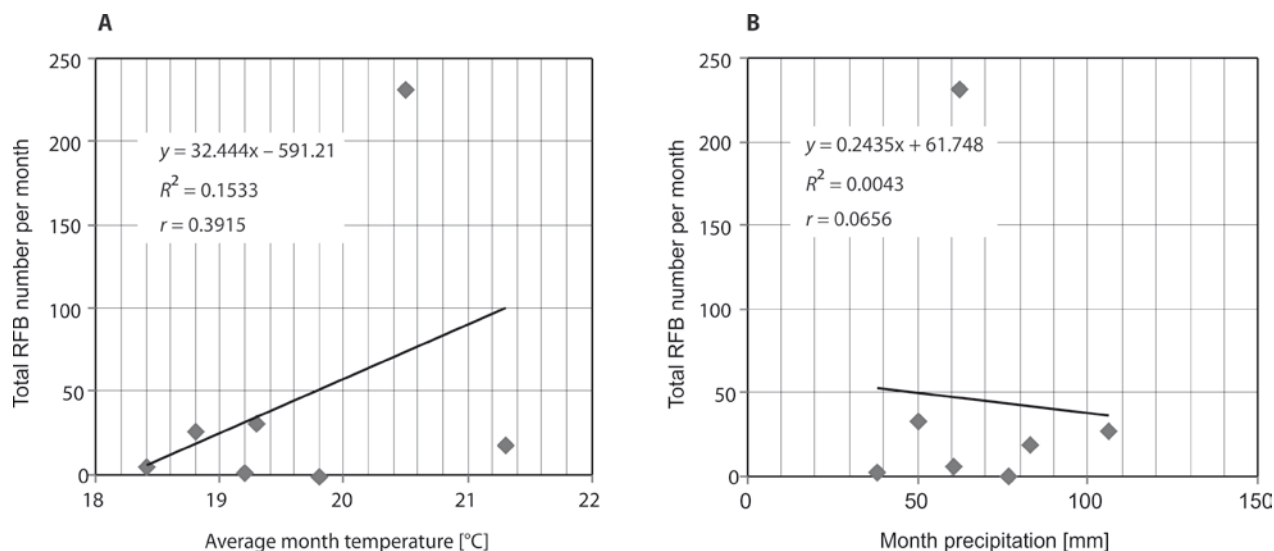 A
Total RFB number per month
250
200
150
100
50
0
y = 32.444x – 591.21
R² = 0.1533
r = 0.3915
18
19
20
21
22
Average month temperature [°C]
B
Total RFB number per month
250
200
150
100
50
0
y = 0.2435x + 61.748
R² = 0.0043
r = 0.0656
0
50
100
150
Month precipitation [mm]